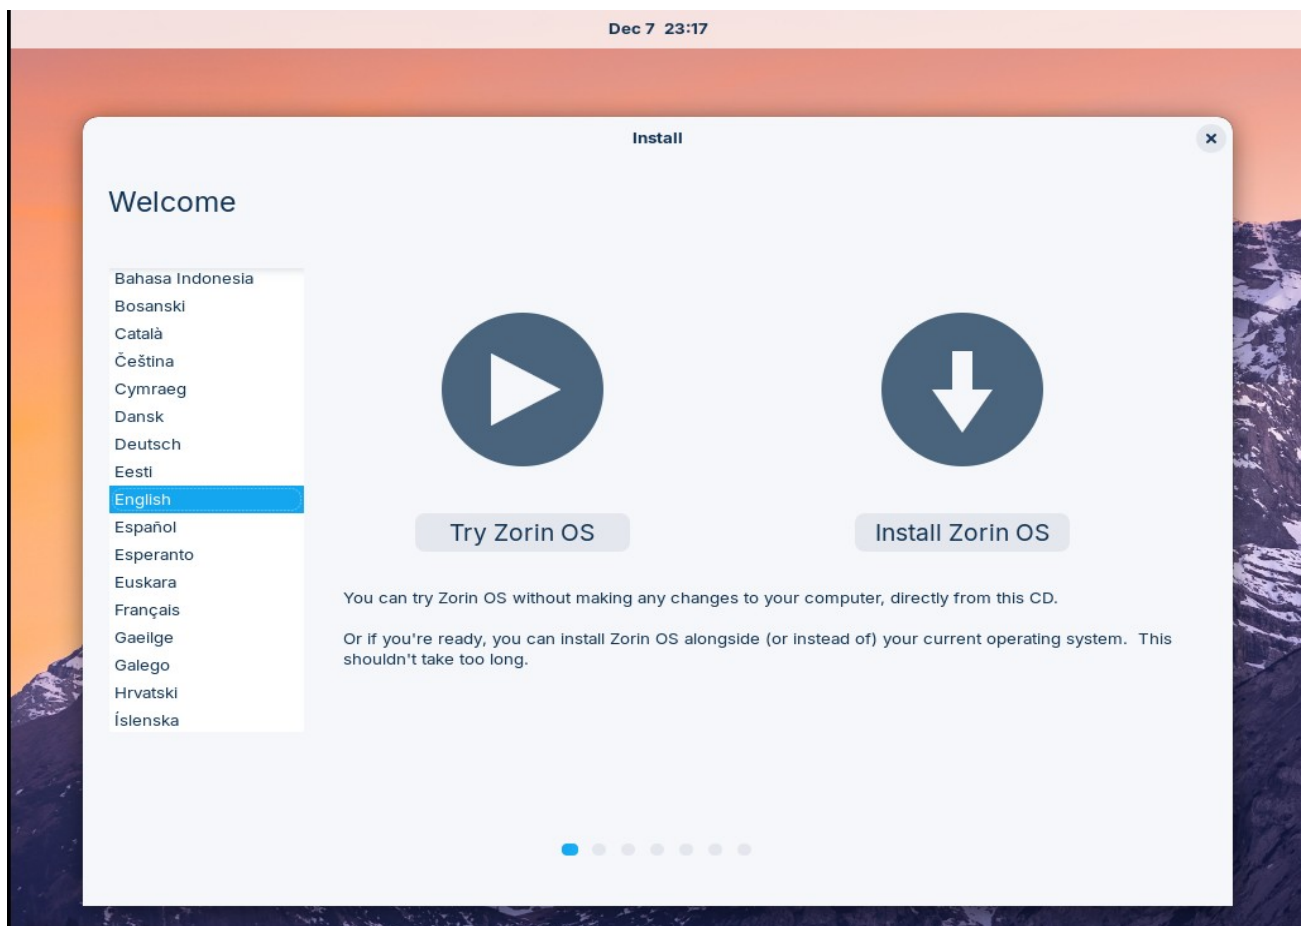 Dec 7  23:17
Install
Welcome
Bahasa Indonesia
Bosanski
Català
Čeština
Cymraeg
Dansk
Deutsch
Eesti
English
Español
Esperanto
Euskara
Français
Gaeilge
Galego
Hrvatski
Íslenska
Try Zorin OS
Install Zorin OS
You can try Zorin OS without making any changes to your computer, directly from this CD.
Or if you're ready, you can install Zorin OS alongside (or instead of) your current operating system.  This
shouldn't take too long.